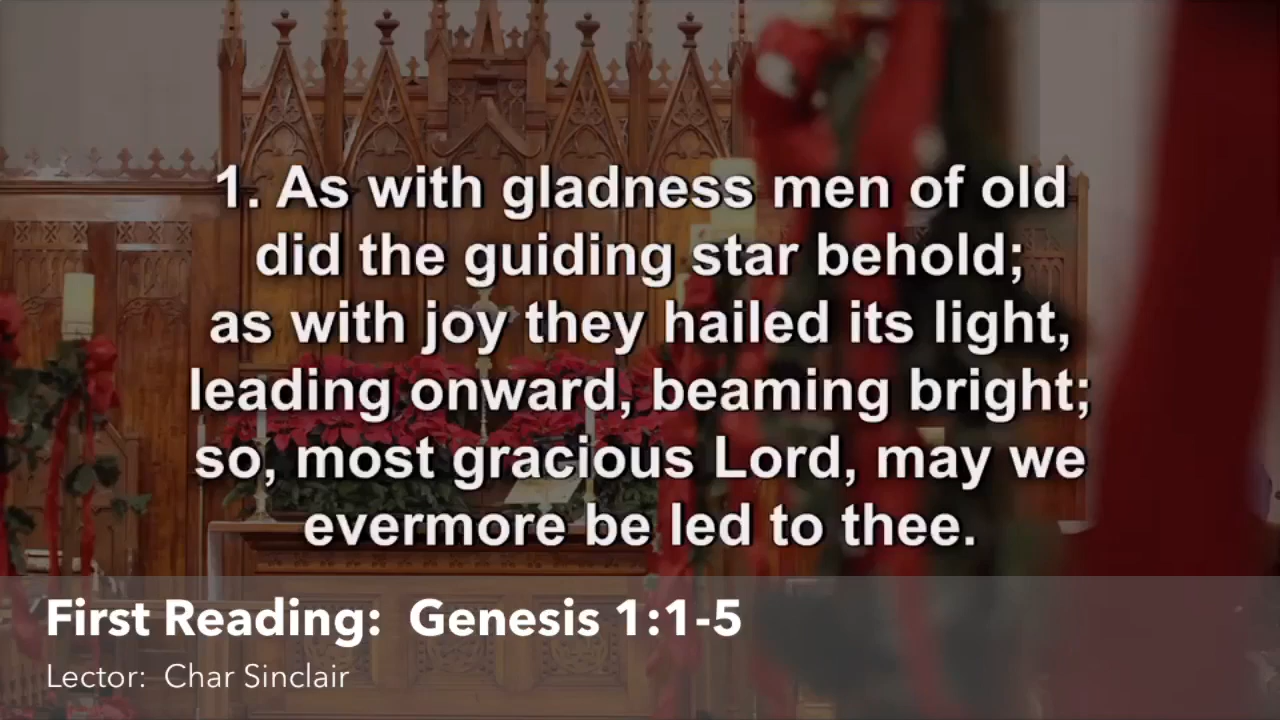 1. As with gladness men of old
did the guiding star behold;
as with joy they hailed its light,
leading onward, beaming bright;
so, most gracious Lord, may we
evermore be led to thee.
First Reading:  Genesis 1:1-5
Lector:  Char Sinclair